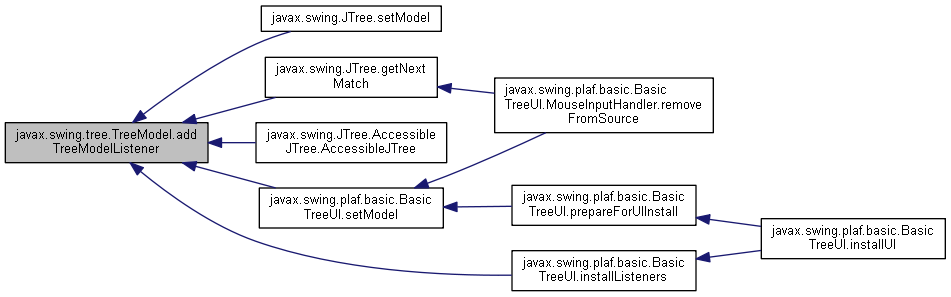 javax.swing.JTree.setModel
javax.swing.JTree.getNext
Match
javax.swing.plaf.basic.Basic
TreeUI.MouseInputHandler.remove
FromSource
javax.swing.tree.TreeModel.add
TreeModelListener
javax.swing.JTree.Accessible
JTree.AccessibleJTree
javax.swing.plaf.basic.Basic
TreeUI.setModel
javax.swing.plaf.basic.Basic
TreeUI.prepareForUIInstall
javax.swing.plaf.basic.Basic
TreeUI.installUI
javax.swing.plaf.basic.Basic
TreeUI.installListeners